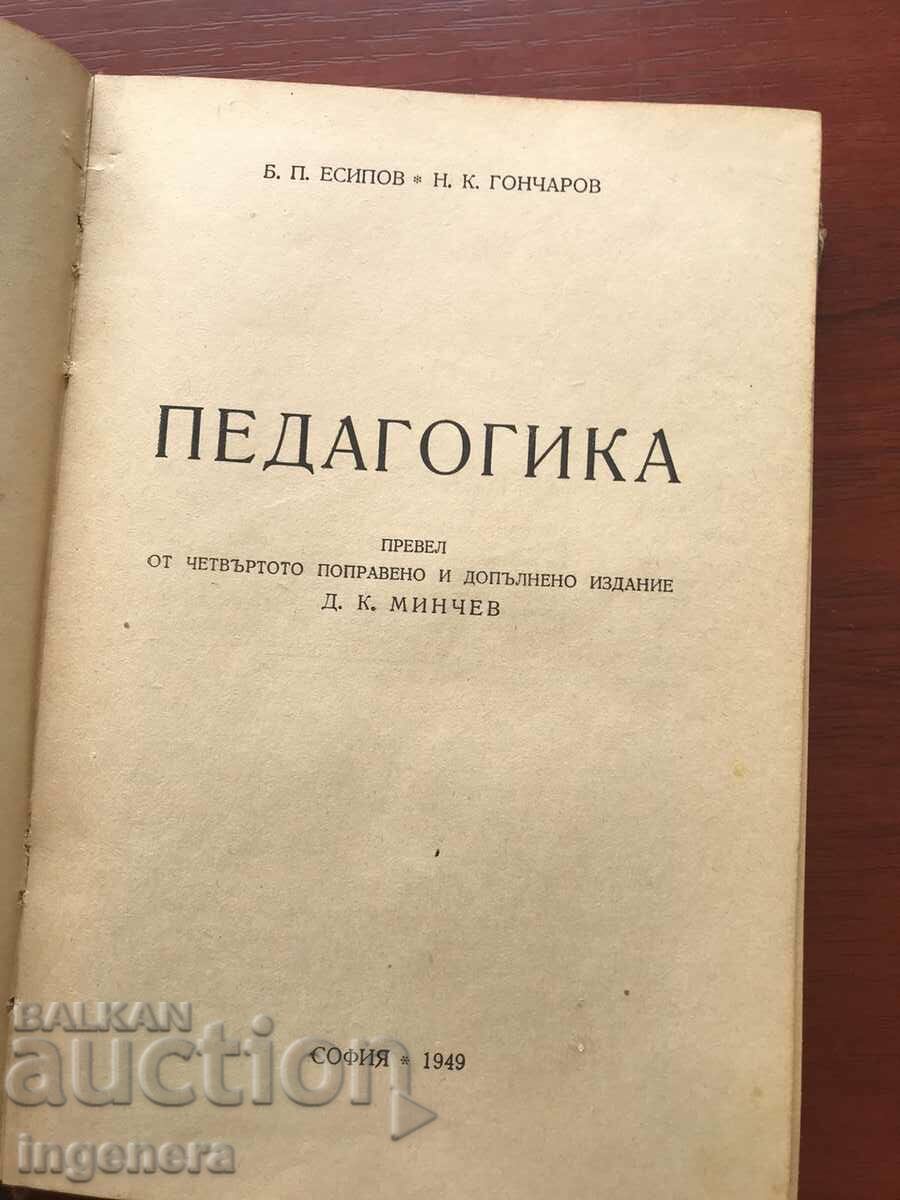 Б. П. ЕСИПОВ * Н. К. ГОНЧАРОВ
ПЕДАГОГИКА
ПРЕВЕЛ
ОТ ЧЕТВЪРТОТО ПОПРАВЕНО И ДОПЪЛНЕНО ИЗДАНИЕ
Д. К. МИНЧЕВ
СОФИЯ * 1949
BALKAN
auction
ingenera